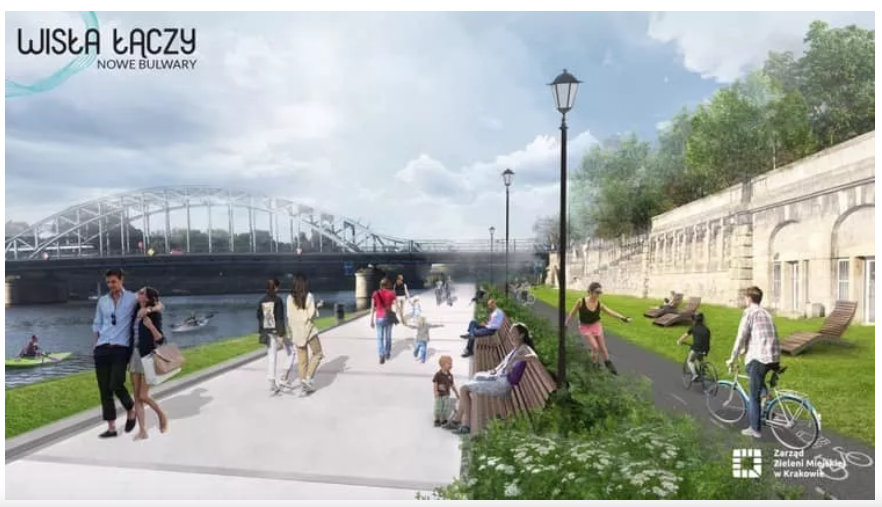 WISŁA ŁĄCZY
NOWE BULWARY
Zarząd
Zieleni Miejskiej
w Krakowie